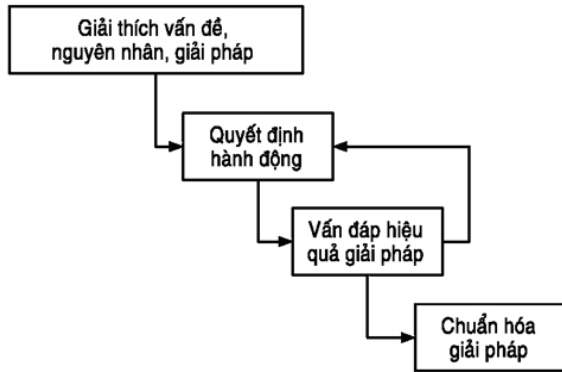 Giải thích vấn đề,
nguyên nhân, giải pháp
Quyết định
hành động
Vấn đáp hiệu
quả giải pháp
Chuẩn hóa
giải pháp